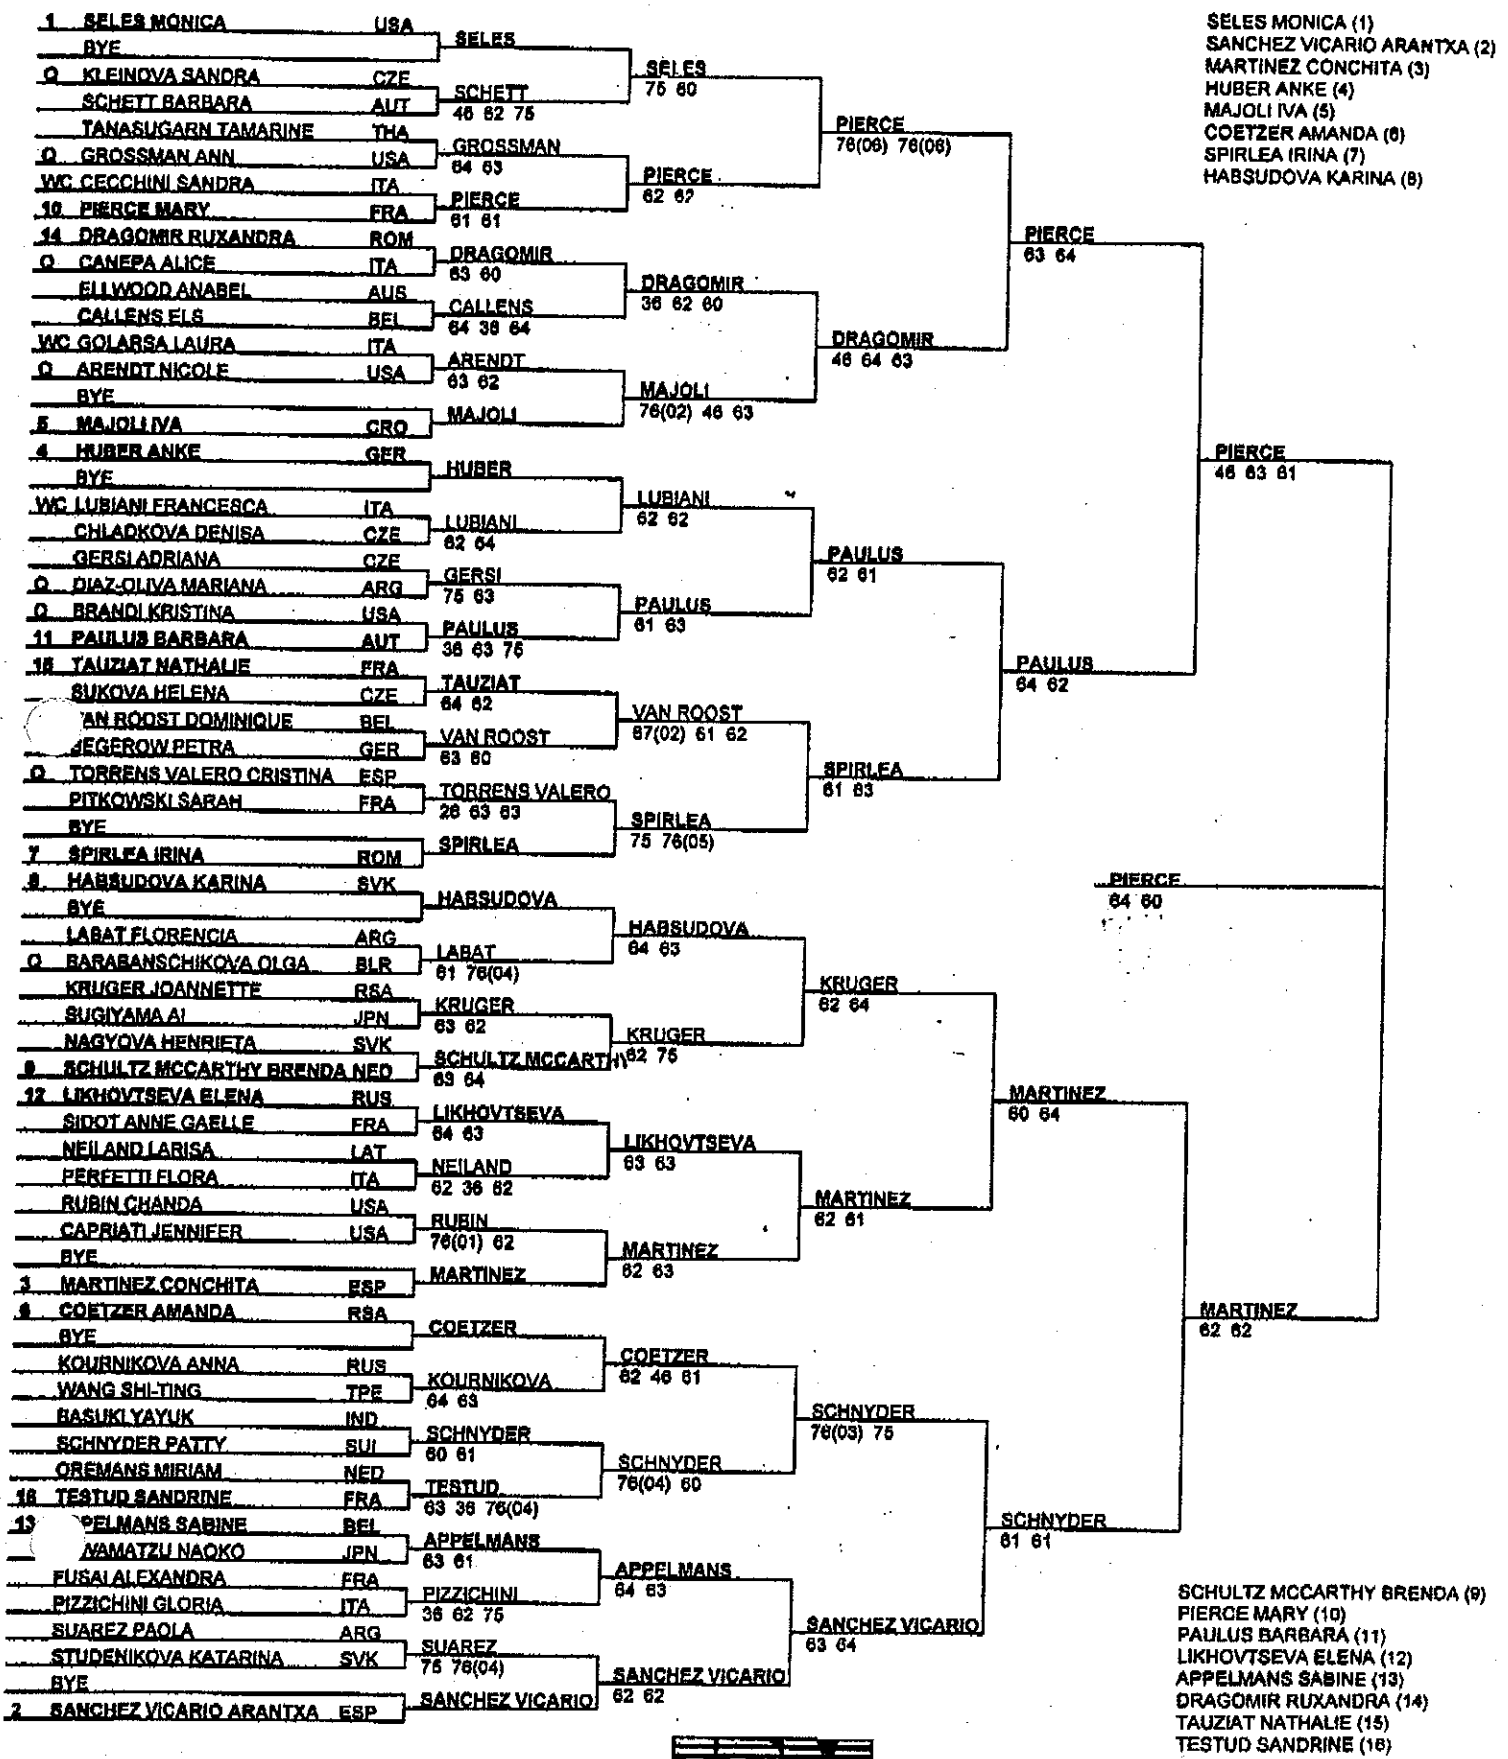 1 SELES MONICA USA
BYE
Q KLEINOVA SANDRA CZE
SCHETT BARBARA AUT
TANASUGARN TAMARINE THA
Q GROSSMAN ANN USA
WC CECCHINI SANDRA ITA
10 PIERCE MARY FRA
14 DRAGOMIR RUXANDRA ROM
Q CANEPA ALICE ITA
ELLWOOD ANABEL AUS
CALLENS ELS BEL
WC GOLARSA LAURA ITA
Q ARENDT NICOLE USA
BYE
5 MAJOLI IVA CRO
4 HUBER ANKE GER
BYE
WC LUBIANI FRANCESCA ITA
CHLADKOVA DENISA CZE
GERSI ADRIANA CZE
Q DIAZ-OLIVA MARIANA ARG
Q BRANDI KRISTINA USA
11 PAULUS BARBARA AUT
15 TAUZIAT NATHALIE FRA
SUKOVA HELENA CZE
VAN ROOST DOMINIQUE BEL
BEGEROW PETRA GER
Q TORRENS VALERO CRISTINA ESP
PITKOWSKI SARAH FRA
BYE
7 SPIRLEA IRINA ROM
8 HABSUDOVA KARINA SVK
BYE
LABAT FLORENCIA ARG
Q BARABANSCHIKOVA OLGA BLR
KRUGER JOANNETTE RSA
SUGIYAMA AI JPN
NAGYOVA HENRIETA SVK
9 SCHULTZ MCCARTHY BRENDA NED
12 LIKHOVTSEVA ELENA RUS
SIDOT ANNE GAELLE FRA
NEILAND LARISA LAT
PERFETTI FLORA ITA
RUBIN CHANDA USA
CAPRIATI JENNIFER USA
BYE
3 MARTINEZ CONCHITA ESP
6 COETZER AMANDA RSA
BYE
KOURNIKOVA ANNA RUS
WANG SHI-TING TPE
BASUKI YAYUK IND
SCHNYDER PATTY SUI
OREMANS MIRIAM NED
16 TESTUD SANDRINE FRA
13 PPELMANS SABINE BEL
WAMATZU NAOKO JPN
FUSAI ALEXANDRA FRA
PIZZICHINI GLORIA ITA
SUAREZ PAOLA ARG
STUDENIKOVA KATARINA SVK
BYE
2 SANCHEZ VICARIO ARANTXA ESP
SELES
SCHETT
46 62 75
GROSSMAN
64 63
PIERCE
61 61
DRAGOMIR
63 60
CALLENS
64 36 64
ARENDT
63 62
MAJOLI
HUBER
LUBIANI
62 64
GERSI
75 63
PAULUS
36 63 75
TAUZIAT
64 62
VAN ROOST
63 60
TORRENS VALERO
26 63 63
SPIRLEA
HABSUDOVA
LABAT
61 76(04)
KRUGER
63 62
SCHULTZ MCCARTHY
63 64
LIKHOVTSEVA
64 63
NEILAND
62 36 62
RUBIN
76(01) 62
MARTINEZ
COETZER
KOURNIKOVA
64 63
SCHNYDER
60 61
TESTUD
63 36 76(04)
APPELMANS
63 61
PIZZICHINI
36 62 75
SUAREZ
75 76(04)
SANCHEZ VICARIO
SELES
75 60
PIERCE
62 62
DRAGOMIR
36 62 60
MAJOLI
76(02) 46 63
LUBIANI
62 62
PAULUS
61 63
VAN ROOST
67(02) 61 62
SPIRLEA
75 76(05)
HABSUDOVA
64 63
KRUGER
62 75
LIKHOVTSEVA
63 63
MARTINEZ
62 63
COETZER
62 46 61
SCHNYDER
76(04) 60
APPELMANS
64 63
SANCHEZ VICARIO
62 62
PIERCE
76(06) 76(06)
DRAGOMIR
46 64 63
PAULUS
62 61
SPIRLEA
61 63
KRUGER
62 64
MARTINEZ
62 61
SCHNYDER
76(03) 75
SANCHEZ VICARIO
63 64
PIERCE
63 64
PAULUS
64 62
MARTINEZ
60 64
SCHNYDER
61 61
PIERCE
46 63 61
MARTINEZ
62 62
PIERCE
64 60
SELES MONICA (1)
SANCHEZ VICARIO ARANTXA (2)
MARTINEZ CONCHITA (3)
HUBER ANKE (4)
MAJOLI IVA (5)
COETZER AMANDA (6)
SPIRLEA IRINA (7)
HABSUDOVA KARINA (8)
SCHULTZ MCCARTHY BRENDA (9)
PIERCE MARY (10)
PAULUS BARBARA (11)
LIKHOVTSEVA ELENA (12)
APPELMANS SABINE (13)
DRAGOMIR RUXANDRA (14)
TAUZIAT NATHALIE (15)
TESTUD SANDRINE (16)